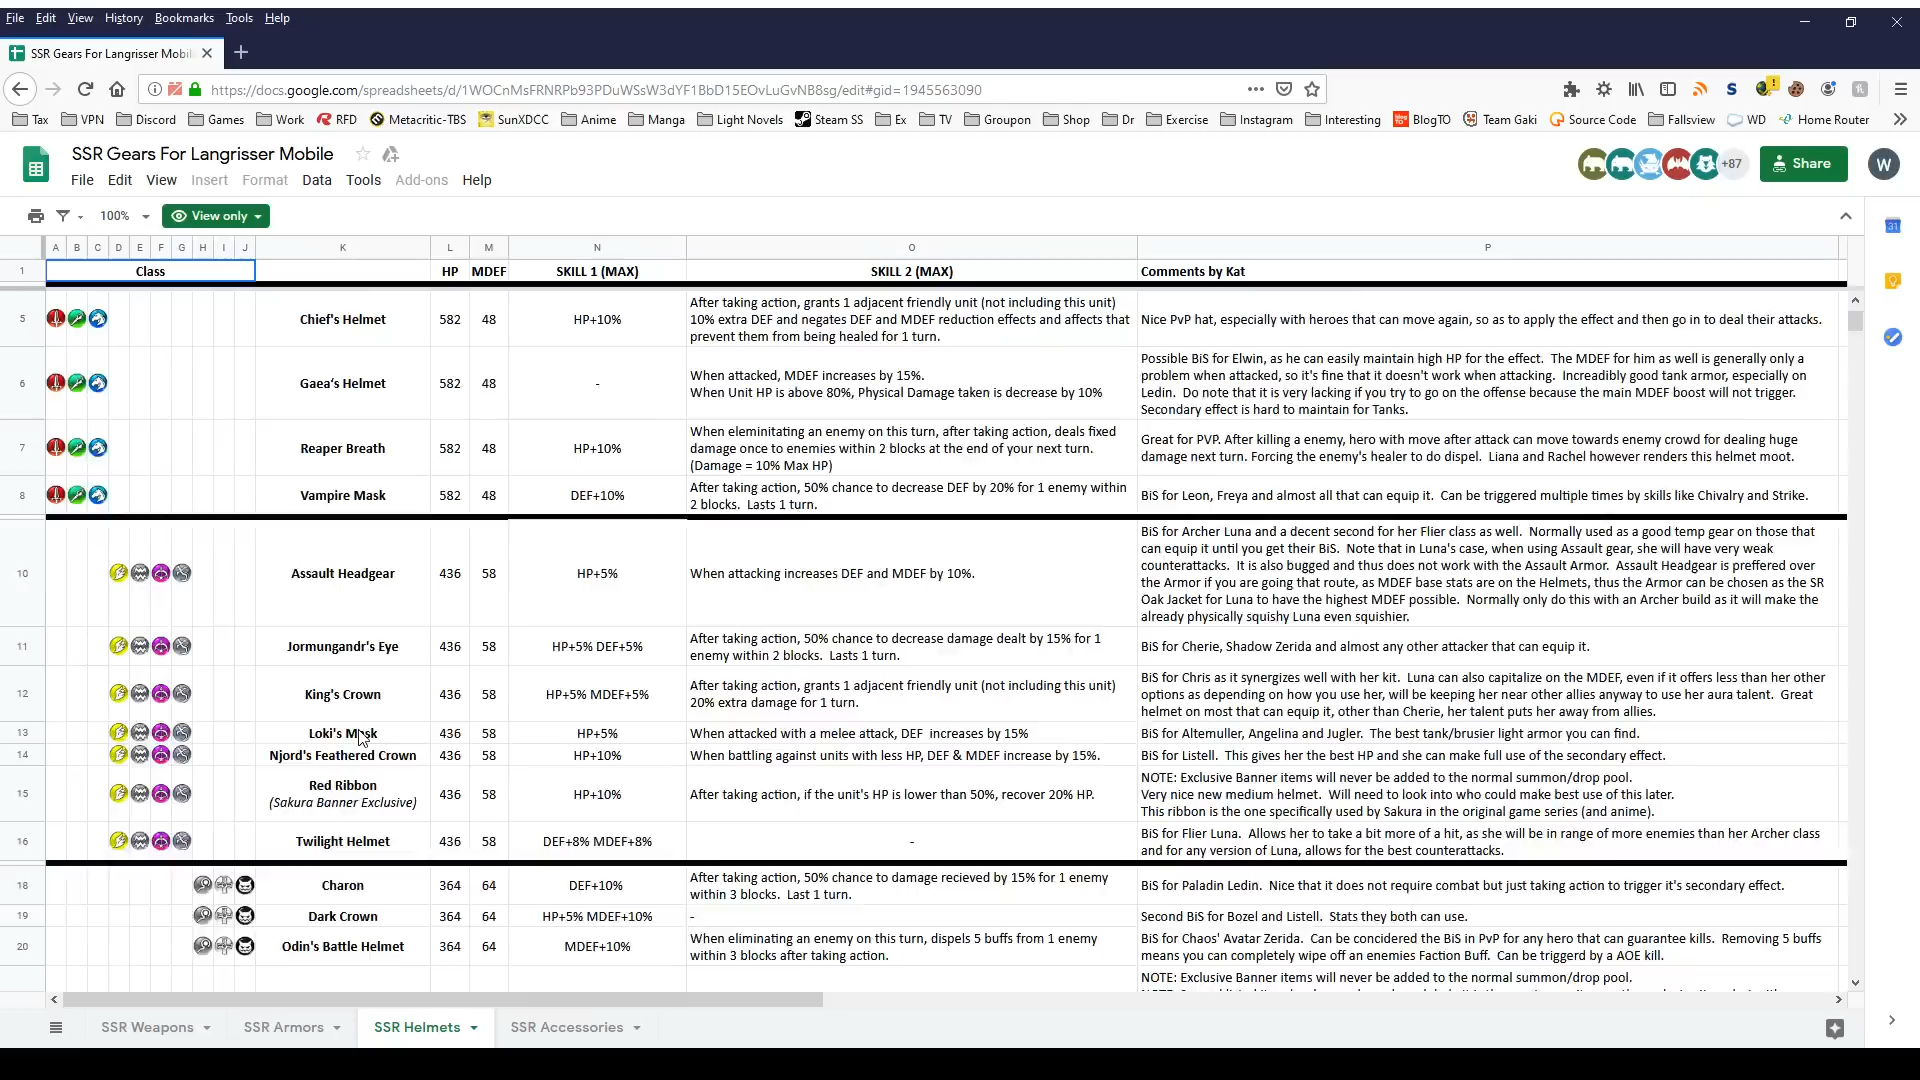 File Edit View History Bookmarks Tools Help
SSR Gears For Langrisser Mobil
https://docs.google.com/spreadsheets/d/1WOCnMsFRNRPb93PDuWSsW3dYF1BbD15EOvLuGvNB8sg/edit#gid=1945563090
Tax VPN Discord Games Work RFD Metacritic-TBS SunXDCC Anime Manga Light Novels Steam SS Ex TV Groupon Shop Dr Exercise Instagram Interesting BlogTO Team Gaki Source Code Fallsview WD Home Router
SSR Gears For Langrisser Mobile
+87 Share W
File Edit View Insert Format Data Tools Add-ons Help
100% View only
A B C D E F G H I J K L M N O P
1 Class HP MDEF SKILL 1 (MAX) SKILL 2 (MAX) Comments by Kat
5 Chief's Helmet 582 48 HP+10%
After taking action, grants 1 adjacent friendly unit (not including this unit)
10% extra DEF and negates DEF and MDEF reduction effects and affects that
prevent them from being healed for 1 turn.
Nice PvP hat, especially with heroes that can move again, so as to apply the effect and then go in to deal their attacks.
6 Gaea's Helmet 582 48 -
When attacked, MDEF increases by 15%.
When Unit HP is above 80%, Physical Damage taken is decrease by 10%
Possible BiS for Elwin, as he can easily maintain high HP for the effect. The MDEF for him as well is generally only a
problem when attacked, so it's fine that it doesn't work when attacking. Increadibly good tank armor, especially on
Ledin. Do note that it is very lacking if you try to go on the offense because the main MDEF boost will not trigger.
Secondary effect is hard to maintain for Tanks.
7 Reaper Breath 582 48 HP+10%
When eleminitating an enemy on this turn, after taking action, deals fixed
damage once to enemies within 2 blocks at the end of your next turn.
(Damage = 10% Max HP)
Great for PVP. After killing a enemy, hero with move after attack can move towards enemy crowd for dealing huge
damage next turn. Forcing the enemy's healer to do dispel. Liana and Rachel however renders this helmet moot.
8 Vampire Mask 582 48 DEF+10%
After taking action, 50% chance to decrease DEF by 20% for 1 enemy within
2 blocks. Lasts 1 turn.
BiS for Leon, Freya and almost all that can equip it. Can be triggered multiple times by skills like Chivalry and Strike.
10 Assault Headgear 436 58 HP+5% When attacking increases DEF and MDEF by 10%.
BiS for Archer Luna and a decent second for her Flier class as well. Normally used as a good temp gear on those that
can equip it until you get their BiS. Note that in Luna's case, when using Assault gear, she will have very weak
counterattacks. It is also bugged and thus does not work with the Assault Armor. Assault Headgear is preffered over
the Armor if you are going that route, as MDEF base stats are on the Helmets, thus the Armor can be chosen as the SR
Oak Jacket for Luna to have the highest MDEF possible. Normally only do this with an Archer build as it will make the
already physically squishy Luna even squishier.
11 Jormungandr's Eye 436 58 HP+5% DEF+5%
After taking action, 50% chance to decrease damage dealt by 15% for 1
enemy within 2 blocks. Lasts 1 turn.
BiS for Cherie, Shadow Zerida and almost any other attacker that can equip it.
12 King's Crown 436 58 HP+5% MDEF+5%
After taking action, grants 1 adjacent friendly unit (not including this unit)
20% extra damage for 1 turn.
BiS for Chris as it synergizes well with her kit. Luna can also capitalize on the MDEF, even if it offers less than her other
options as depending on how you use her, will be keeping her near other allies anyway to use her aura talent. Great
helmet on most that can equip it, other than Cherie, her talent puts her away from allies.
13 Loki's Mask 436 58 HP+5% When attacked with a melee attack, DEF increases by 15% BiS for Altemuller, Angelina and Jugler. The best tank/brusier light armor you can find.
14 Njord's Feathered Crown 436 58 HP+10% When battling against units with less HP, DEF & MDEF increase by 15%. BiS for Listell. This gives her the best HP and she can make full use of the secondary effect.
15 Red Ribbon
(Sakura Banner Exclusive)
436 58 HP+10% After taking action, if the unit's HP is lower than 50%, recover 20% HP.
NOTE: Exclusive Banner items will never be added to the normal summon/drop pool.
Very nice new medium helmet. Will need to look into who could make best use of this later.
This ribbon is the one specifically used by Sakura in the original game series (and anime).
16 Twilight Helmet 436 58 DEF+8% MDEF+8% -
BiS for Flier Luna. Allows her to take a bit more of a hit, as she will be in range of more enemies than her Archer class
and for any version of Luna, allows for the best counterattacks.
18 Charon 364 64 DEF+10%
After taking action, 50% chance to damage recieved by 15% for 1 enemy
within 3 blocks. Last 1 turn.
BiS for Paladin Ledin. Nice that it does not require combat but just taking action to trigger it's secondary effect.
19 Dark Crown 364 64 HP+5% MDEF+10% - Second BiS for Bozel and Listell. Stats they both can use.
20 Odin's Battle Helmet 364 64 MDEF+10%
When eliminating an enemy on this turn, dispels 5 buffs from 1 enemy
within 3 blocks after taking action.
BiS for Chaos' Avatar Zerida. Can be concidered the BiS in PvP for any hero that can guarantee kills. Removing 5 buffs
means you can completely wipe off an enemies Faction Buff. Can be triggerd by a AOE kill.
NOTE: Exclusive Banner items will never be added to the normal summon/drop pool.
SSR Weapons SSR Armors SSR Helmets SSR Accessories